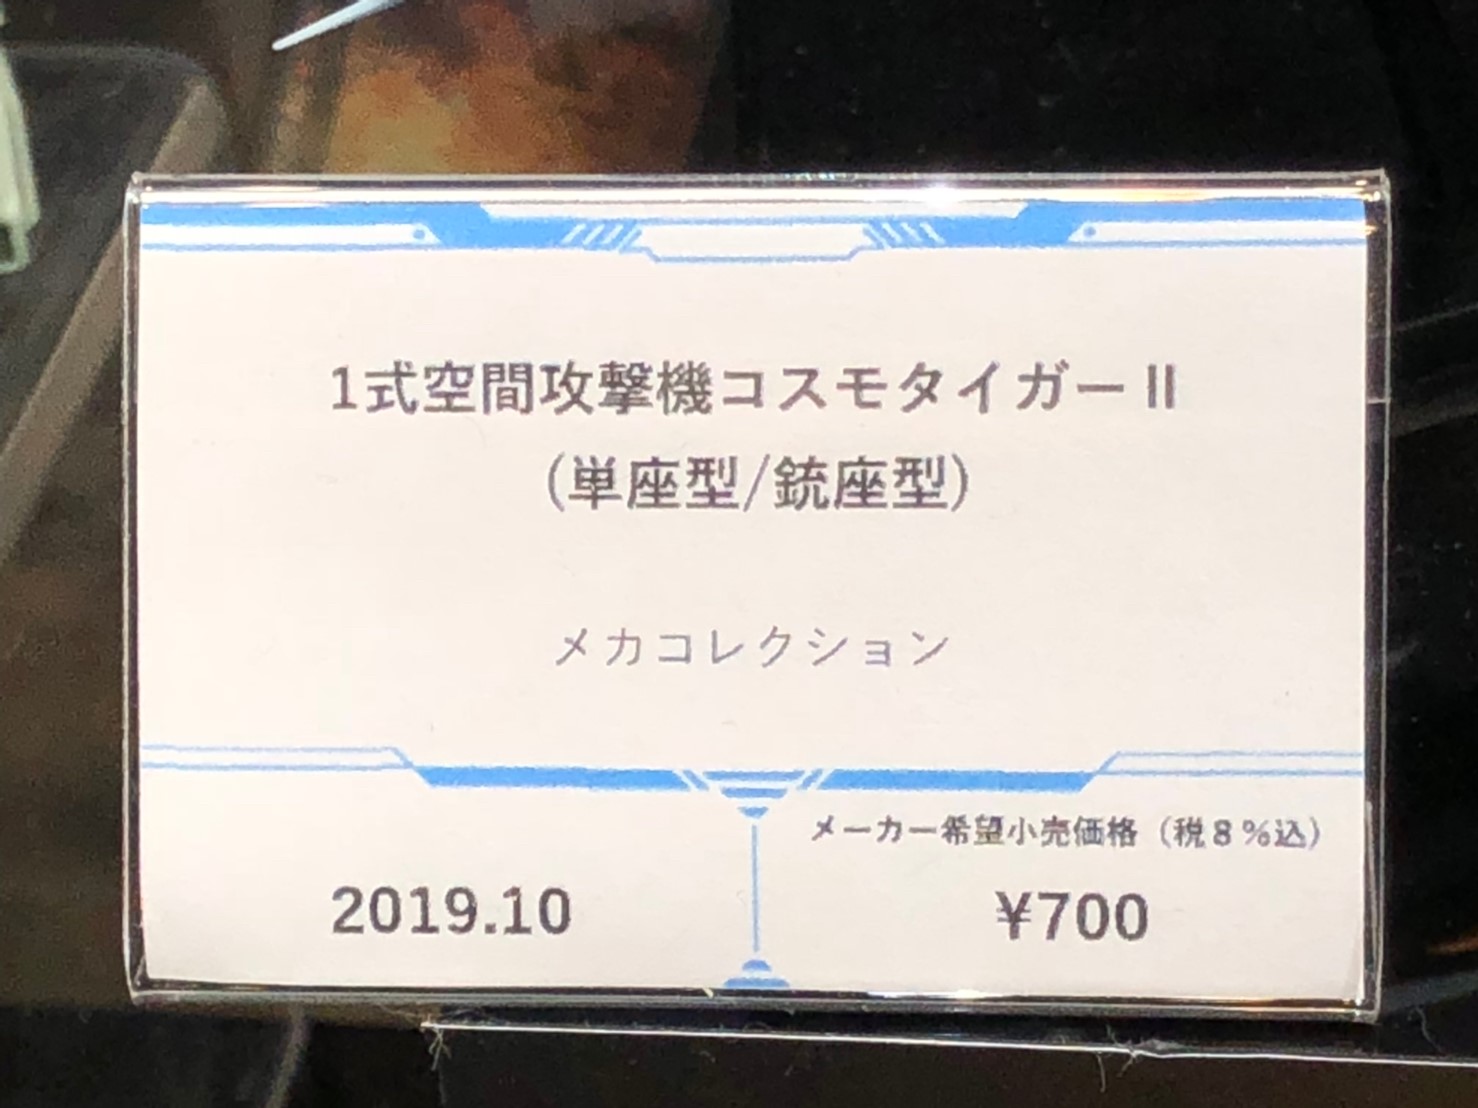 1式空間攻撃機コスモタイガーⅡ
(単座型/銃座型)
メカコレクション
メーカー希望小売価格（税８％込）
2019.10
¥700